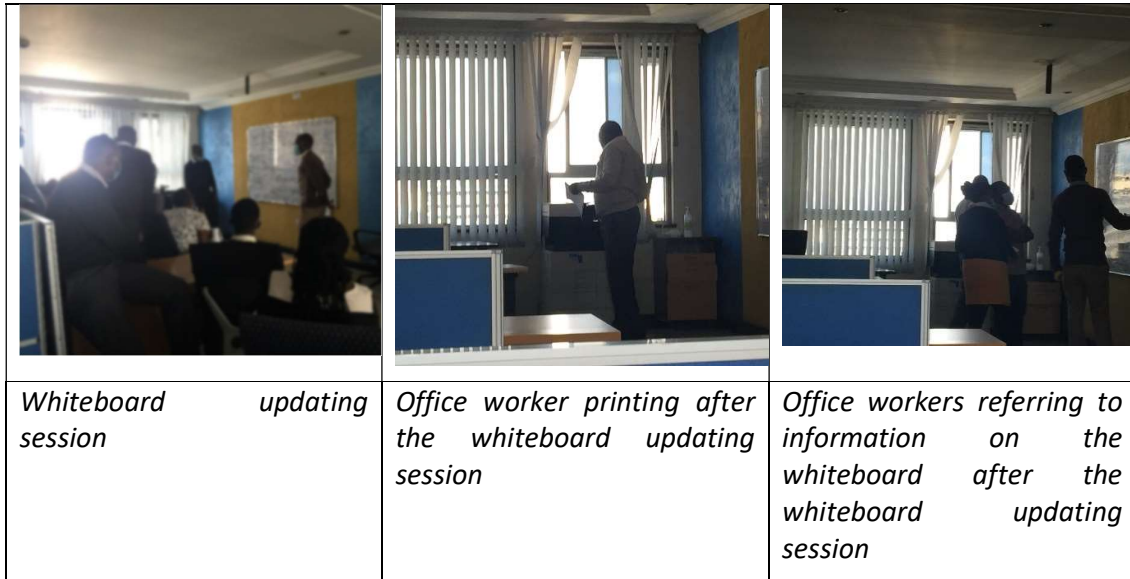 Whiteboard updating
session
Office worker printing after
the whiteboard updating
session
Office workers referring to
information on the
whiteboard after the
whiteboard updating
session